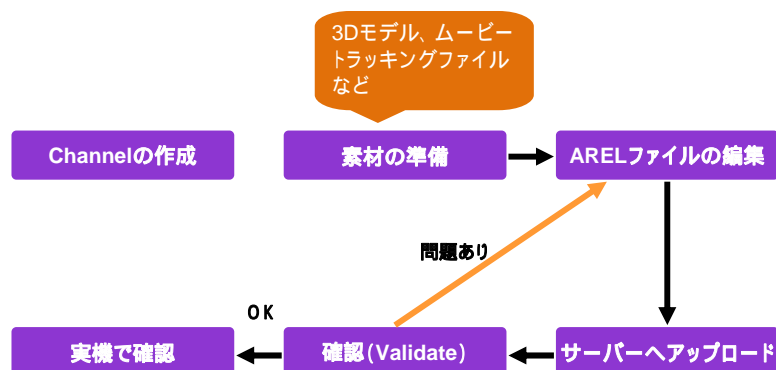 3Dモデル、ムービー
トラッキングファイル
など
Channelの作成
素材の準備
ARELファイルの編集
問題あり
OK
実機で確認
確認(Validate)
サーバーへアップロード